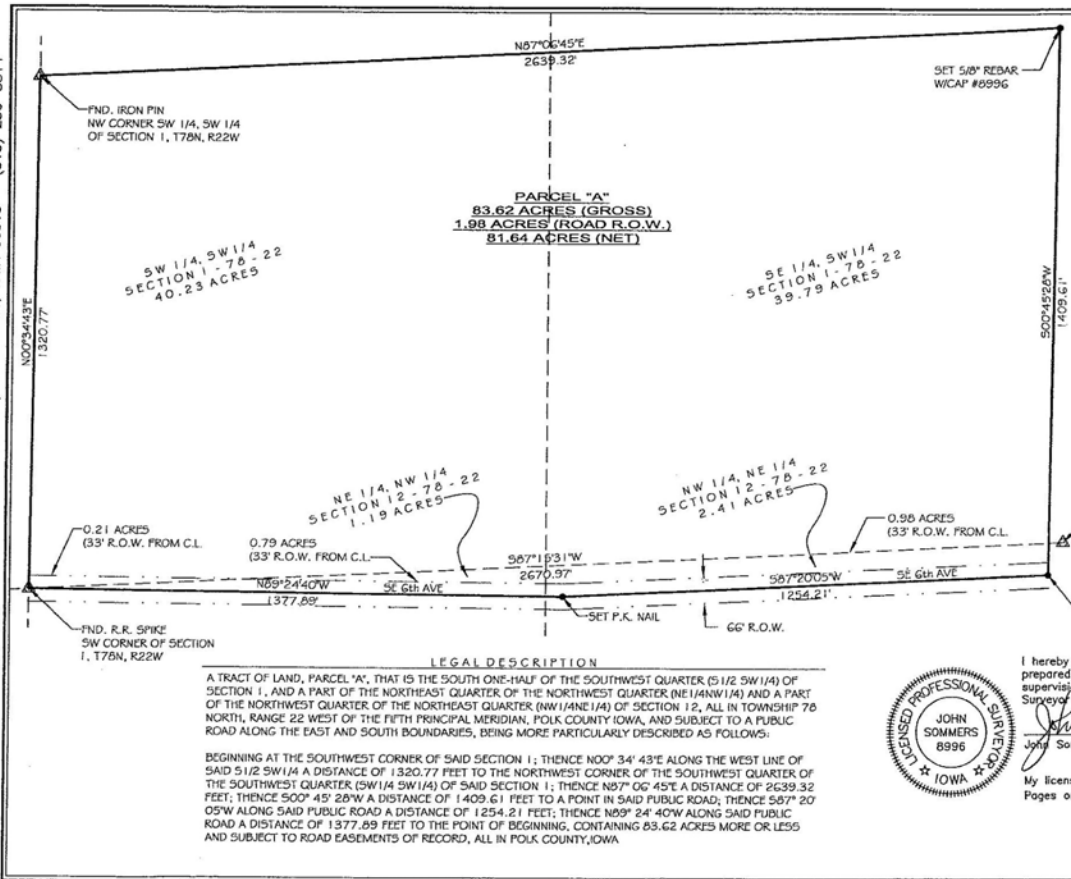 N87°06'45"E
2639.32'
SET 5/8" REBAR
W/CAP #8996
FND. IRON PIN
NW CORNER SW 1/4, SW 1/4
OF SECTION 1, T78N, R22W
PARCEL "A"
83.62 ACRES (GROSS)
1.98 ACRES (ROAD R.O.W.)
81.64 ACRES (NET)
SW 1/4, SW 1/4
SECTION 1 - 78 - 22
40.23 ACRES
SE 1/4, SW 1/4
SECTION 1 - 78 - 22
39.79 ACRES
N00°34'43"E
1320.77'
S00°45'28"W
1409.61'
NE 1/4, NW 1/4
SECTION 12 - 78 - 22
1.19 ACRES
NW 1/4, NE 1/4
SECTION 12 - 78 - 22
2.41 ACRES
0.21 ACRES
(33' R.O.W. FROM C.L.
0.79 ACRES
(33' R.O.W. FROM C.L.
0.98 ACRES
(33' R.O.W. FROM C.L.
S87°15'31"W
2670.97'
N89°24'40"W
1377.89'
SE 6th AVE
S87°20'05"W
1254.21'
SE 6th AVE
SET P.K. NAIL
66' R.O.W.
FND. R.R. SPIKE
SW CORNER OF SECTION
1, T78N, R22W
LEGAL DESCRIPTION
A TRACT OF LAND, PARCEL "A", THAT IS THE SOUTH ONE-HALF OF THE SOUTHWEST QUARTER (S1/2 SW1/4) OF
SECTION 1, AND A PART OF THE NORTHEAST QUARTER OF THE NORTHWEST QUARTER (NE1/4NW1/4) AND A PART
OF THE NORTHWEST QUARTER OF THE NORTHEAST QUARTER (NW1/4NE1/4) OF SECTION 12, ALL IN TOWNSHIP 78
NORTH, RANGE 22 WEST OF THE FIFTH PRINCIPAL MERIDIAN, POLK COUNTY IOWA, AND SUBJECT TO A PUBLIC
ROAD ALONG THE EAST AND SOUTH BOUNDARIES, BEING MORE PARTICULARLY DESCRIBED AS FOLLOWS:
BEGINNING AT THE SOUTHWEST CORNER OF SAID SECTION 1; THENCE N00° 34' 43"E ALONG THE WEST LINE OF
SAID S1/2 SW1/4 A DISTANCE OF 1320.77 FEET TO THE NORTHWEST CORNER OF THE SOUTHWEST QUARTER OF
THE SOUTHWEST QUARTER (SW1/4 SW1/4) OF SAID SECTION 1; THENCE N87° 06' 45"E A DISTANCE OF 2639.32
FEET; THENCE S00° 45' 28"W A DISTANCE OF 1409.61 FEET TO A POINT IN SAID PUBLIC ROAD; THENCE S87° 20'
05"W ALONG SAID PUBLIC ROAD A DISTANCE OF 1254.21 FEET; THENCE N89° 24' 40"W ALONG SAID PUBLIC
ROAD A DISTANCE OF 1377.89 FEET TO THE POINT OF BEGINNING, CONTAINING 83.62 ACRES MORE OR LESS
AND SUBJECT TO ROAD EASEMENTS OF RECORD, ALL IN POLK COUNTY,IOWA
LICENSED PROFESSIONAL SURVEYOR
JOHN
SOMMERS
8996
IOWA
I hereby
prepared
Surveyor
John
My licens
Pages o